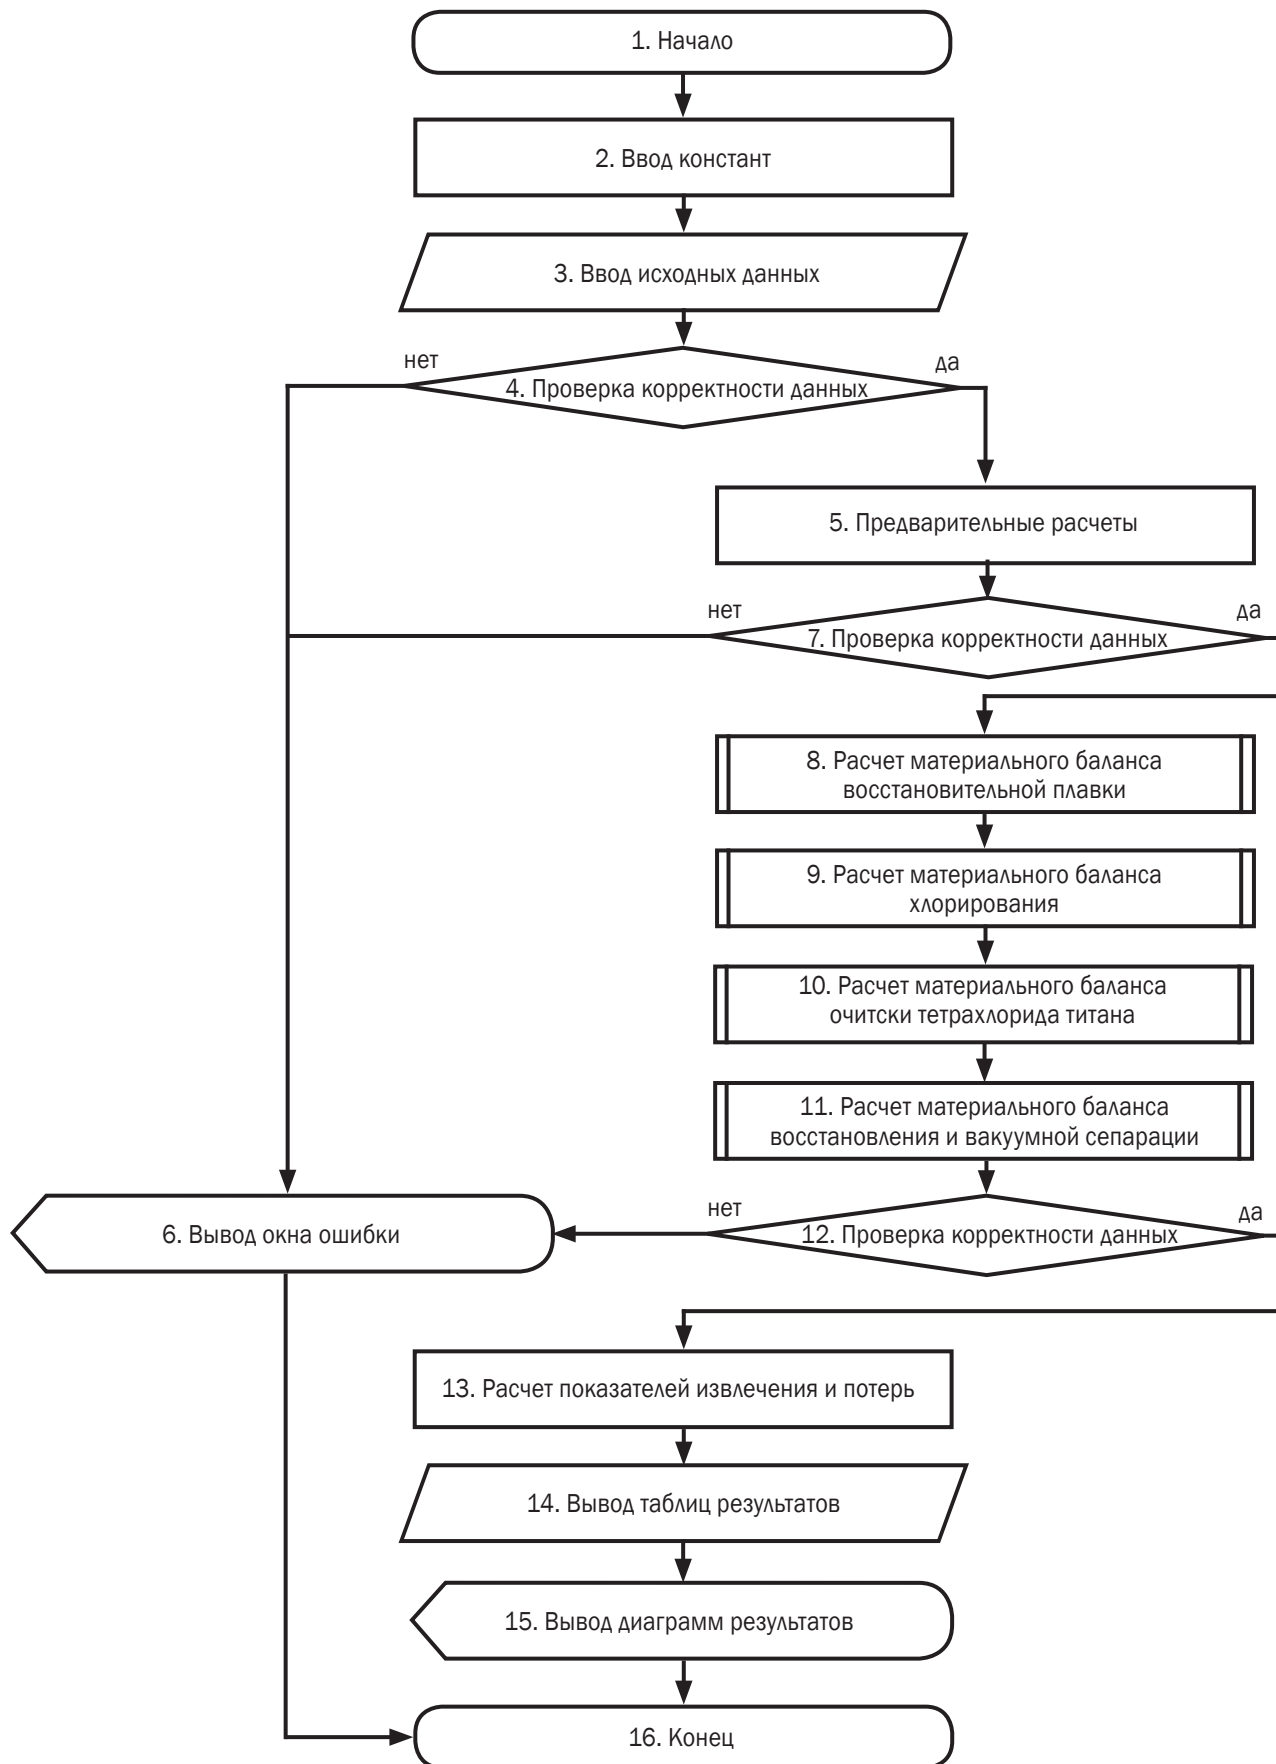 1. Начало
2. Ввод констант
3. Ввод исходных данных
нет
да
4. Проверка корректности данных
5. Предварительные расчеты
нет
да
7. Проверка корректности данных
8. Расчет материального баланса
восстановительной плавки
9. Расчет материального баланса
хлорирования
10. Расчет материального баланса
очитски тетрахлорида титана
11. Расчет материального баланса
восстановления и вакуумной сепарации
нет
да
6. Вывод окна ошибки
12. Проверка корректности данных
13. Расчет показателей извлечения и потерь
14. Вывод таблиц результатов
15. Вывод диаграмм результатов
16. Конец